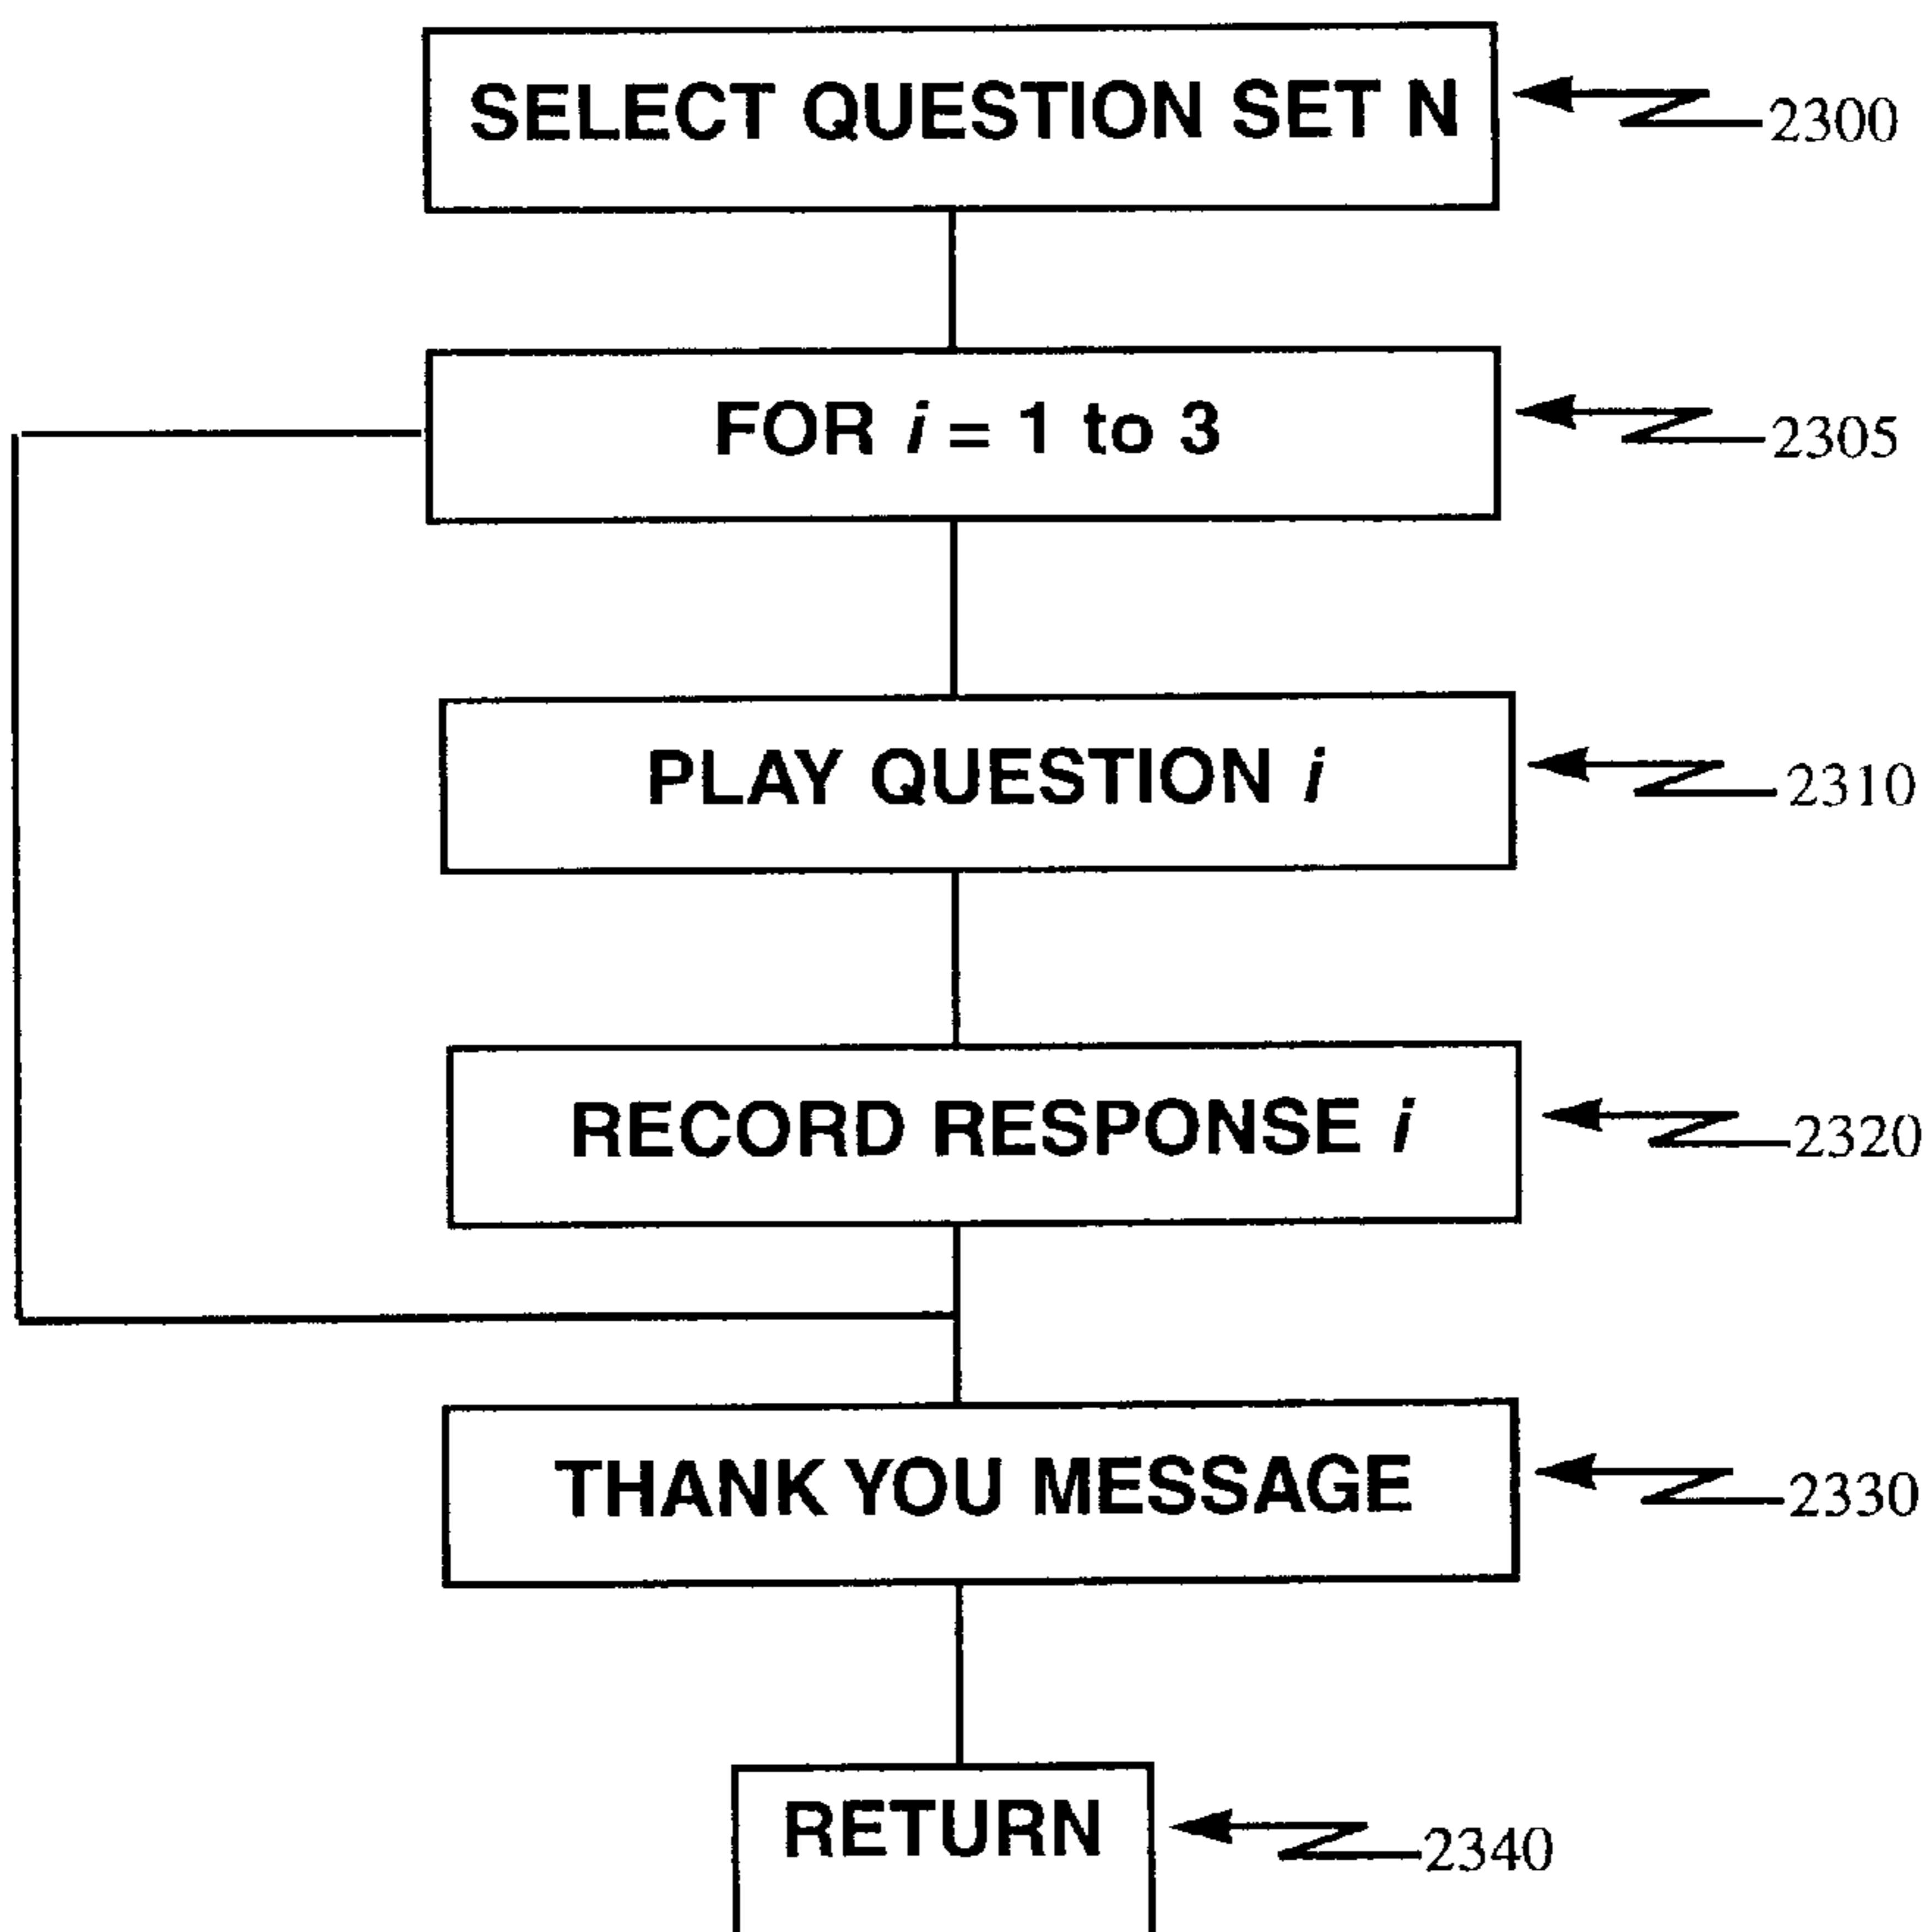 SELECT QUESTION SET N
2300
FOR i = 1 to 3
2305
PLAY QUESTION i
2310
RECORD RESPONSE i
2320
THANK YOU MESSAGE
2330
RETURN
2340